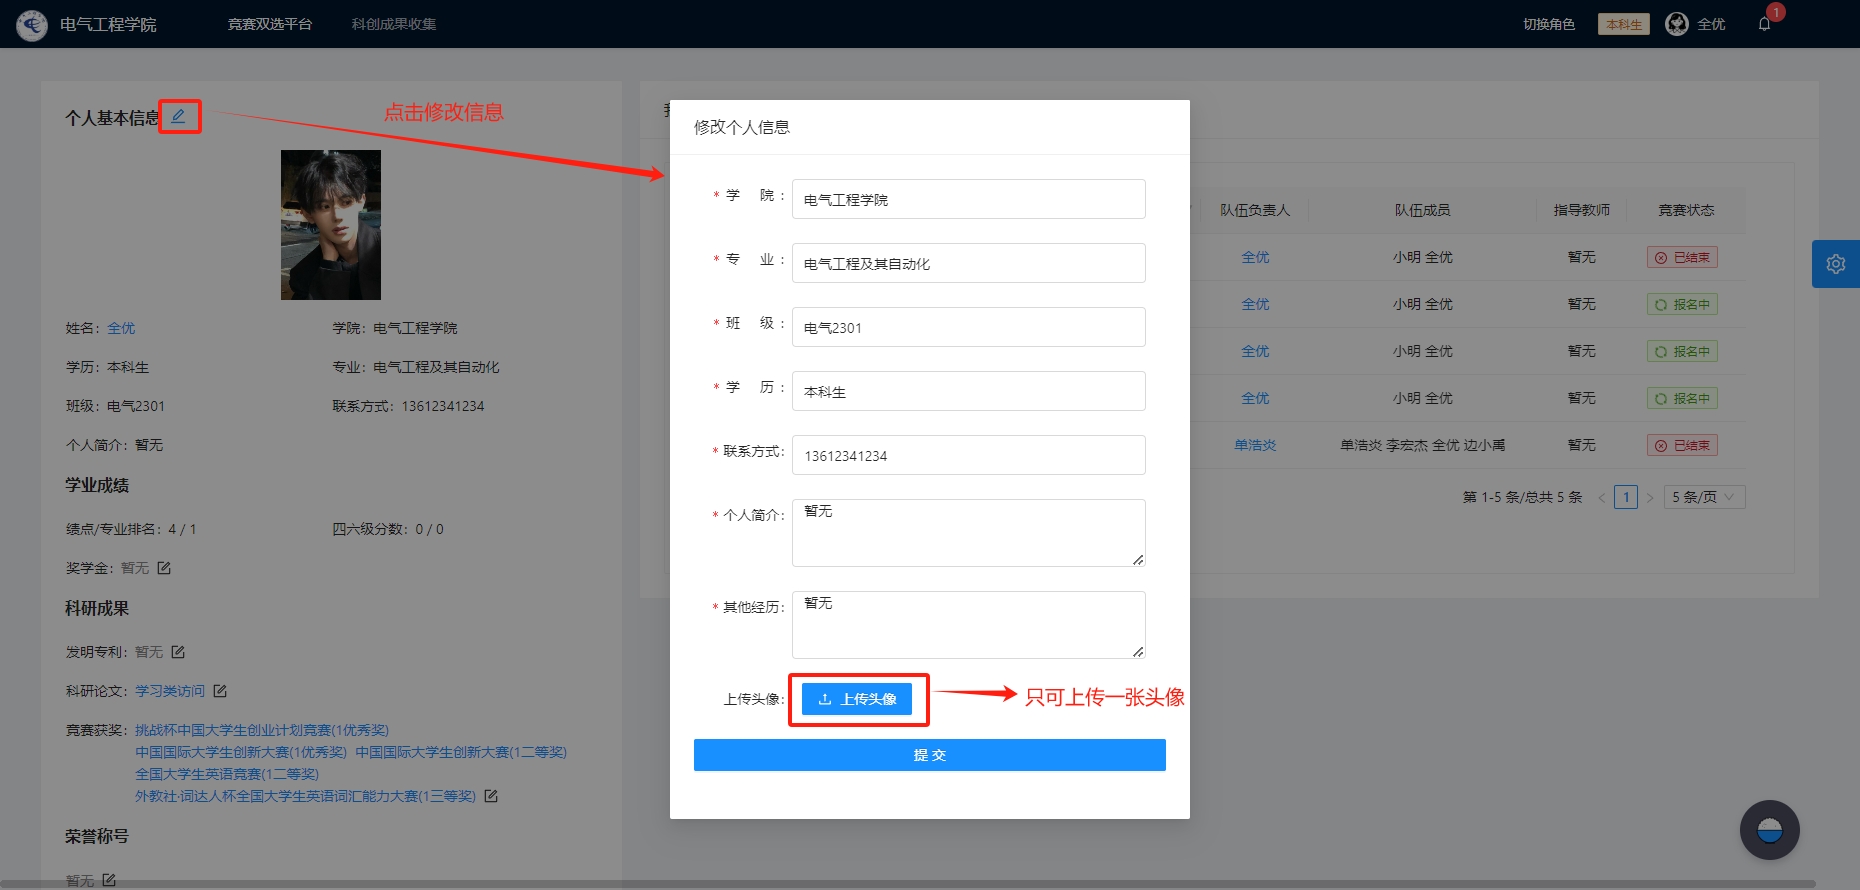 电气工程学院
竞赛双选平台
科创成果收集
切换角色
本科生
全优
1
个人基本信息
点击修改信息
姓名：全优
学院：电气工程学院
学历：本科生
专业：电气工程及其自动化
班级：电气2301
联系方式：13612341234
个人简介：暂无
学业成绩
绩点/专业排名：4 / 1
四六级分数：0 / 0
奖学金：暂无
科研成果
发明专利：暂无
科研论文：学习类访问
竞赛获奖：挑战杯中国大学生创业计划竞赛(1优秀奖)
中国国际大学生创新大赛(1优秀奖) 中国国际大学生创新大赛(1二等奖)
全国大学生英语竞赛(1二等奖)
外教社·词达人杯全国大学生英语词汇能力大赛(1三等奖)
荣誉称号
暂无
修改个人信息
* 学 院：电气工程学院
* 专 业：电气工程及其自动化
* 班 级：电气2301
* 学 历：本科生
* 联系方式：13612341234
* 个人简介：暂无
* 其他经历：暂无
上传头像：上传头像
只可上传一张头像
提 交
队伍负责人 队伍成员 指导教师 竞赛状态
全优 小明 全优 暂无 已结束
全优 小明 全优 暂无 报名中
全优 小明 全优 暂无 报名中
全优 小明 全优 暂无 报名中
单浩炎 单浩炎 李宏杰 全优 边小禹 暂无 已结束
第 1-5 条/总共 5 条 < 1 > 5 条/页